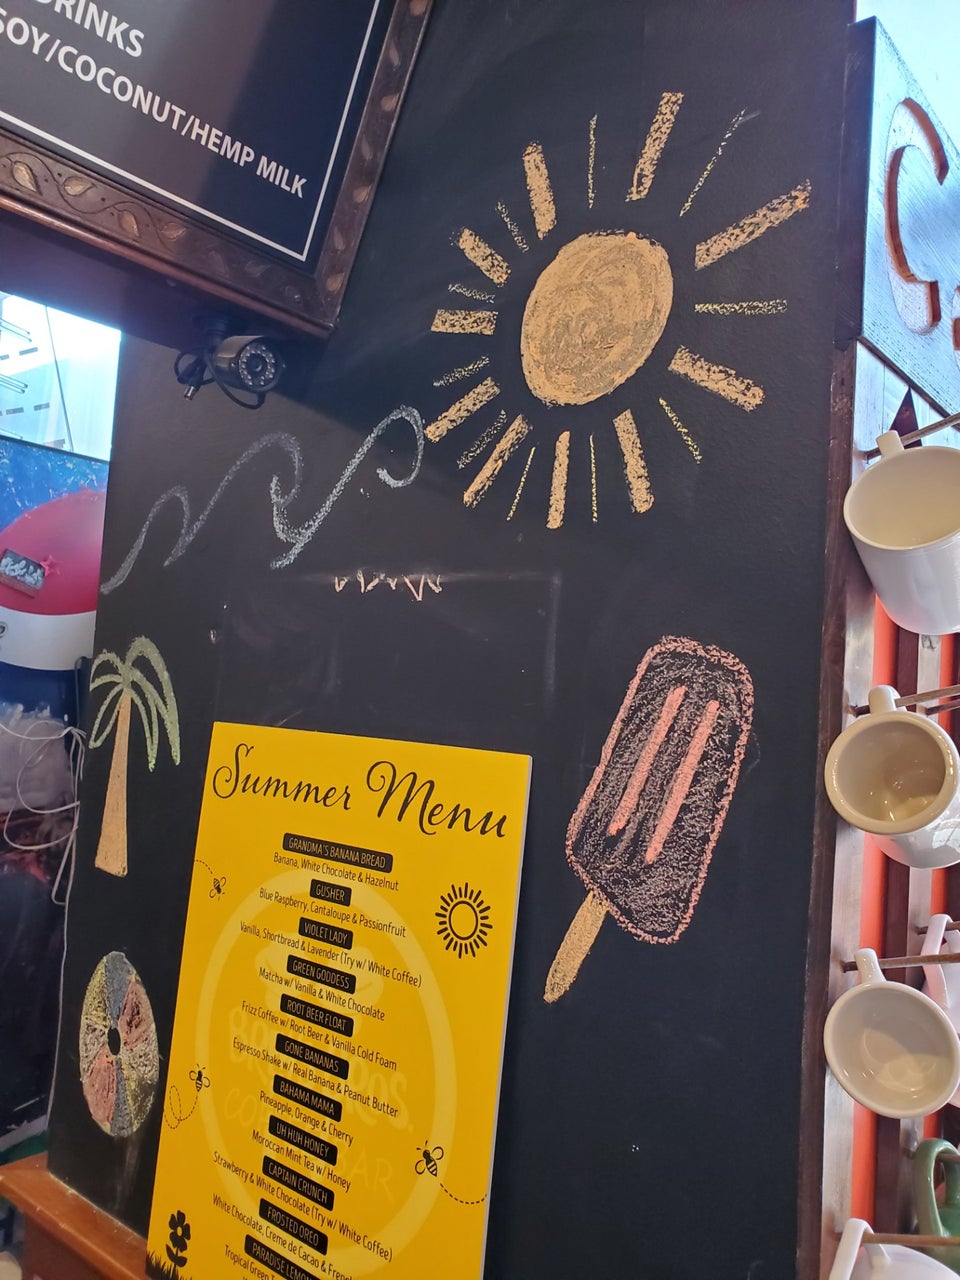 DRINKS
SOY/COCONUT/HEMP MILK
Summer Menu
GRANDMA'S BANANA BREAD
Banana, White Chocolate & Hazelnut
GUSHER
Blue Raspberry, Cantaloupe & Passionfruit
VIOLET LADY
Vanilla, Shortbread & Lavender (Try w/ White Coffee)
GREEN GODDESS
Matcha w/ Vanilla & White Chocolate
ROOT BEER FLOAT
Frizz Coffee w/ Root Beer & Vanilla Cold Foam
GONE BANANAS
Espresso Shake w/ Real Banana & Peanut Butter
BAHAMA MAMA
Pineapple, Orange & Cherry
UH HUH HONEY
Moroccan Mint Tea w/ Honey
CAPTAIN CRUNCH
Strawberry & White Chocolate (Try w/ White Coffee)
FROSTED OREO
White Chocolate, Creme de Cacao & French
PARADISE
Tropical Green